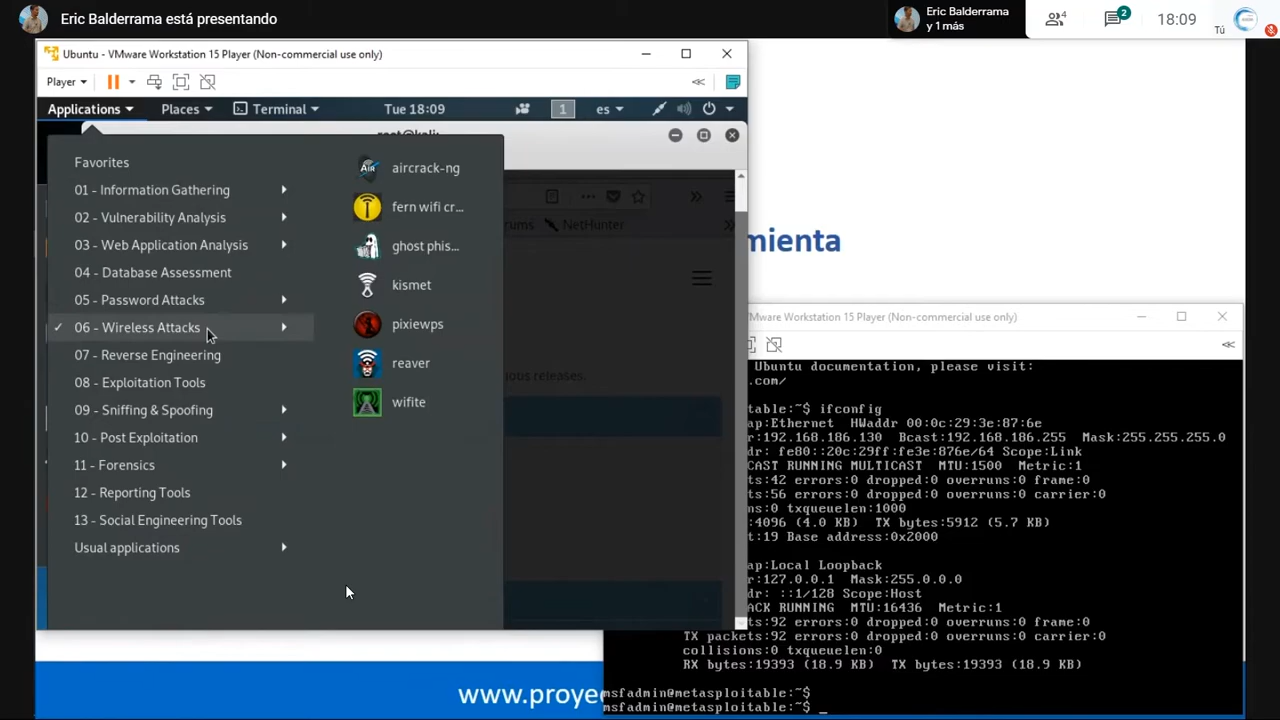 Eric Balderrama está presentando
Eric Balderrama
y 1 más
4
2
18:09
Tú
Ubuntu - VMware Workstation 15 Player (Non-commercial use only)
Player
Applications
Places
Terminal
Tue 18:09
1
es
root@kali:
Favorites
01 - Information Gathering
02 - Vulnerability Analysis
03 - Web Application Analysis
04 - Database Assessment
05 - Password Attacks
06 - Wireless Attacks
07 - Reverse Engineering
08 - Exploitation Tools
09 - Sniffing & Spoofing
10 - Post Exploitation
11 - Forensics
12 - Reporting Tools
13 - Social Engineering Tools
Usual applications
aircrack-ng
fern wifi cr...
ghost phis...
kismet
pixiewps
reaver
wifite
rums
NetHunter
releases.
mienta
Mware Workstation 15 Player (Non-commercial use only)
Ubuntu documentation, please visit:
.com/
table:~$ ifconfig
ap:Ethernet HWaddr 00:0c:29:3e:87:6e
r:192.168.186.130 Bcast:192.168.186.255 Mask:255.255.255.0
dr: fe80::20c:29ff:fe3e:876e/64 Scope:Link
CAST RUNNING MULTICAST MTU:1500 Metric:1
ts:42 errors:0 dropped:0 overruns:0 frame:0
ts:56 errors:0 dropped:0 overruns:0 carrier:0
ons:0 txqueuelen:1000
:4096 (4.0 KB) TX bytes:5912 (5.7 KB)
t:19 Base address:0x2000
ap:Local Loopback
r:127.0.0.1 Mask:255.0.0.0
dr: ::1/128 Scope:Host
ACK RUNNING MTU:16436 Metric:1
ts:92 errors:0 dropped:0 overruns:0 frame:0
TX packets:92 errors:0 dropped:0 overruns:0 carrier:0
collisions:0 txqueuelen:0
RX bytes:19393 (18.9 KB) TX bytes:19393 (18.9 KB)
msfadmin@metasploitable:~$
msfadmin@metasploitable:~$ _
www.proyec